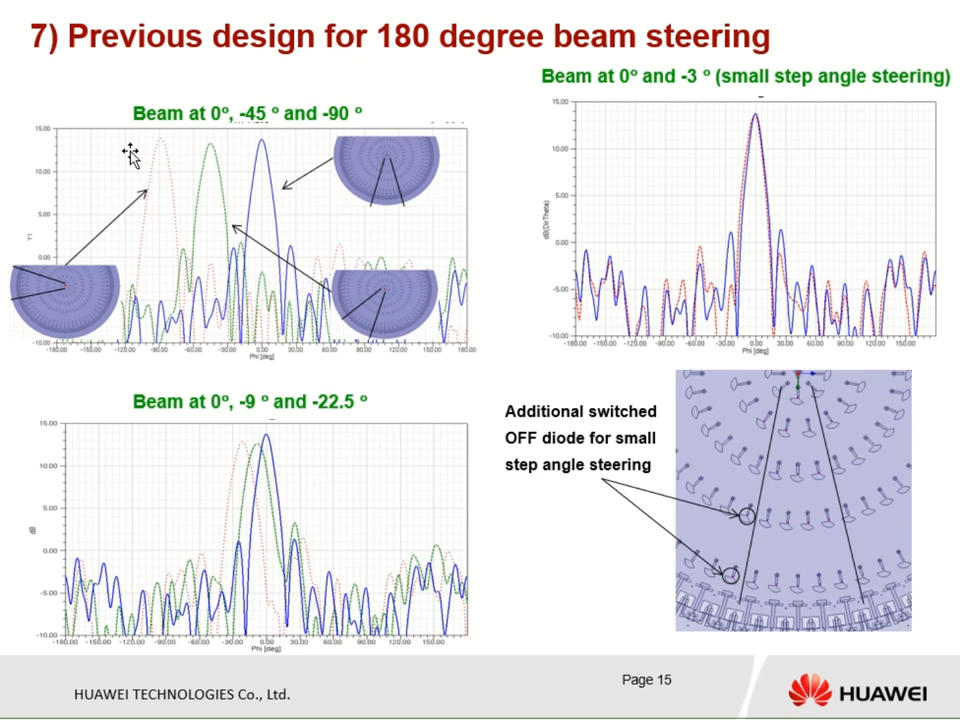 7) Previous design for 180 degree beam steering
Beam at 0º and -3 º (small step angle steering)
Beam at 0º, -45 º and -90 º
15.00
10.00
5.00
0.00
-10.00
Y1
-180.00 -150.00 -120.00 -90.00 -60.00 -30.00 0.00 30.00 60.00 90.00 120.00 150.00 180.00
Phi [deg]
15.00
10.00
5.00
0.00
-5.00
-10.00
dB(DirTheta)
-180.00 -150.00 -120.00 -90.00 -60.00 -30.00 0.00 30.00 60.00 90.00 120.00 150.00
Phi [deg]
Beam at 0º, -9 º and -22.5 º
15.00
10.00
5.00
0.00
-5.00
-10.00
dB
-180.00 -150.00 -120.00 -90.00 -60.00 -30.00 0.00 30.00 60.00 90.00 120.00 150.00
Phi [deg]
Additional switched
OFF diode for small
step angle steering
HUAWEI TECHNOLOGIES Co., Ltd.
Page 15
HUAWEI